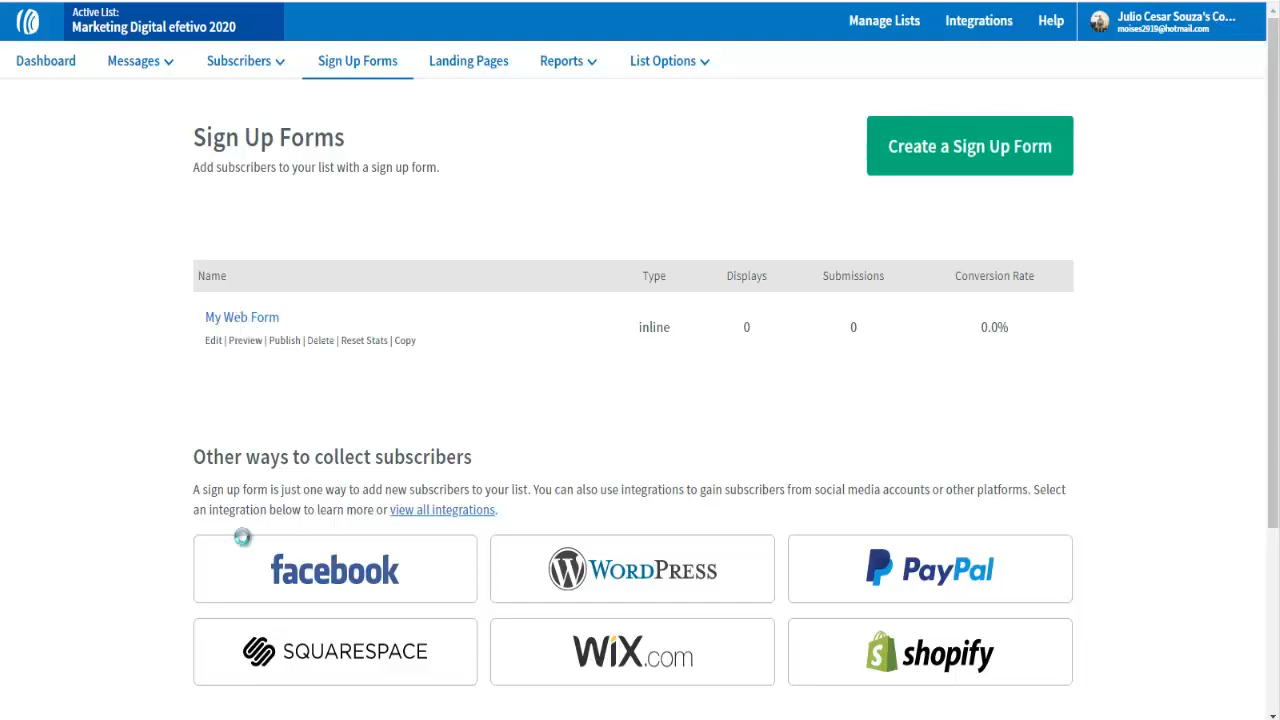 Active List:
Marketing Digital efetivo 2020
Manage Lists
Integrations
Help
Julio Cesar Souza's Co...
moises2919@hotmail.com
Dashboard
Messages
Subscribers
Sign Up Forms
Landing Pages
Reports
List Options
Sign Up Forms
Add subscribers to your list with a sign up form.
Create a Sign Up Form
Name Type Displays Submissions Conversion Rate
My Web Form
inline 0 0 0.0%
Edit | Preview | Publish | Delete | Reset Stats | Copy
Other ways to collect subscribers
A sign up form is just one way to add new subscribers to your list. You can also use integrations to gain subscribers from social media accounts or other platforms. Select
an integration below to learn more or view all integrations.
facebook
WORDPRESS
PayPal
SQUARESPACE
WiX.com
shopify